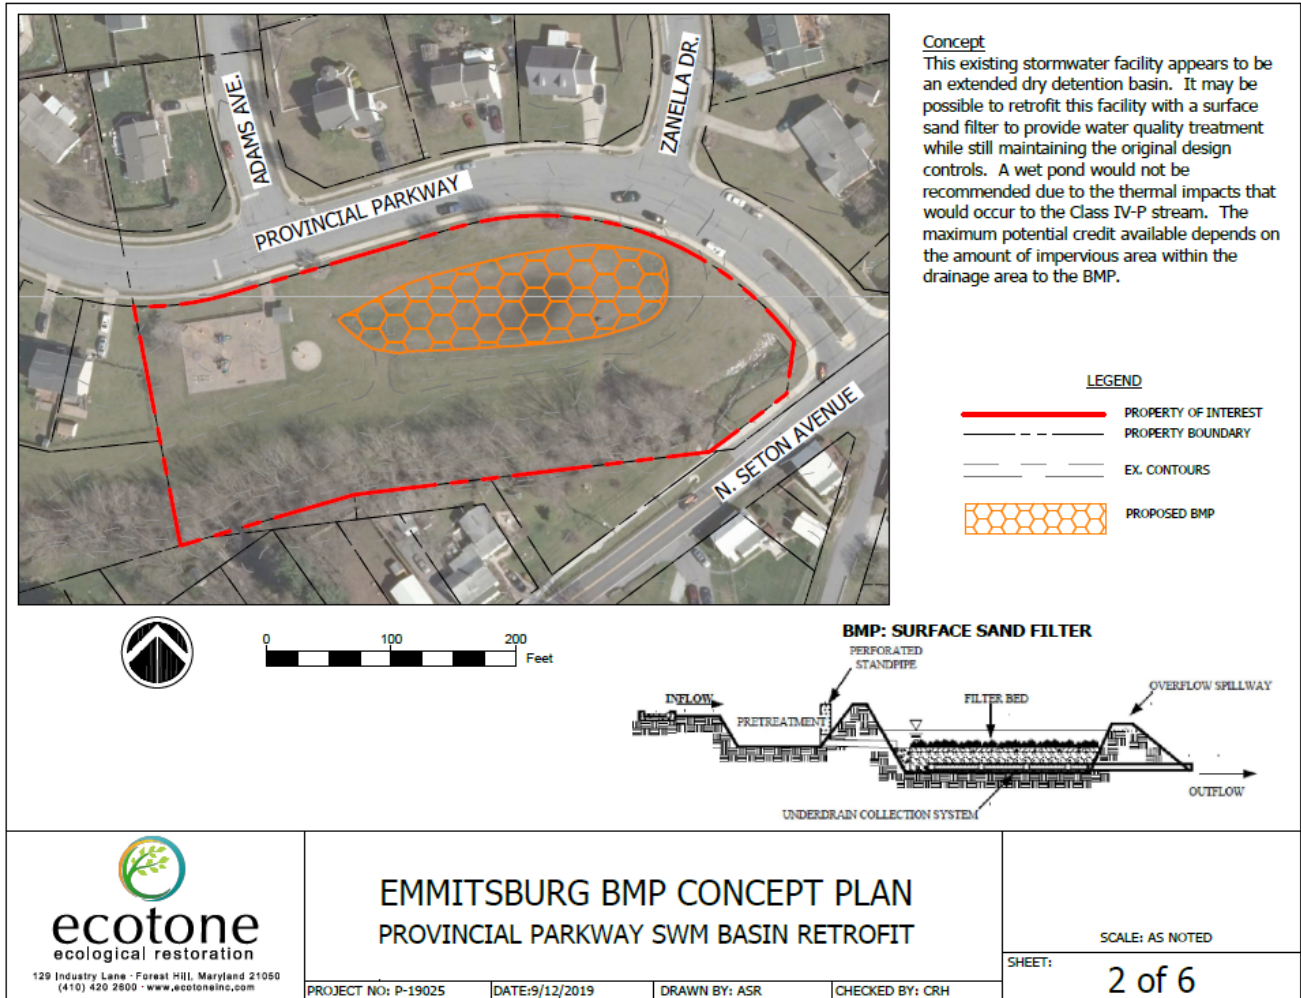 ADAMS AVE.
ZANELLA DR.
PROVINCIAL PARKWAY
N. SETON AVENUE
Concept
This existing stormwater facility appears to be
an extended dry detention basin. It may be
possible to retrofit this facility with a surface
sand filter to provide water quality treatment
while still maintaining the original design
controls. A wet pond would not be
recommended due to the thermal impacts that
would occur to the Class IV-P stream. The
maximum potential credit available depends on
the amount of impervious area within the
drainage area to the BMP.
LEGEND
PROPERTY OF INTEREST
PROPERTY BOUNDARY
EX. CONTOURS
PROPOSED BMP
0 100 200
Feet
BMP: SURFACE SAND FILTER
PERFORATED
STANDPIPE
INFLOW
PRETREATMENT
FILTER BED
OVERFLOW SPILLWAY
OUTFLOW
UNDERDRAIN COLLECTION SYSTEM
ecotone
ecological restoration
129 Industry Lane · Forest Hill, Maryland 21050
(410) 420 2600 · www.ecotoneinc.com
EMMITSBURG BMP CONCEPT PLAN
PROVINCIAL PARKWAY SWM BASIN RETROFIT
PROJECT NO: P-19025
DATE:9/12/2019
DRAWN BY: ASR
CHECKED BY: CRH
SCALE: AS NOTED
SHEET:
2 of 6